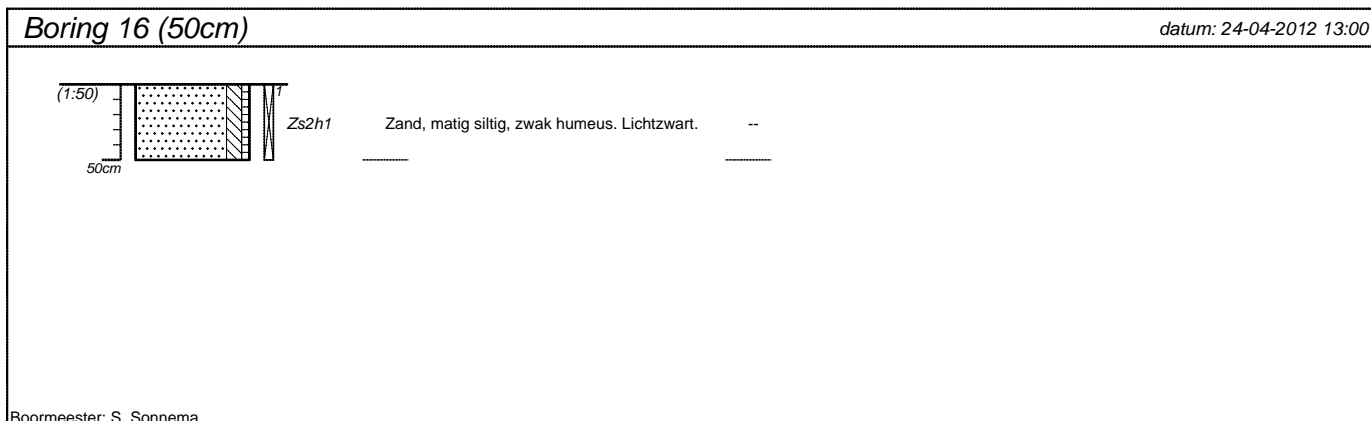 Boring 16 (50cm)
datum: 24-04-2012 13:00
(1:50)
1
Zs2h1
Zand, matig siltig, zwak humeus. Lichtzwart.
--
50cm
Boormeester: S. Sonnema